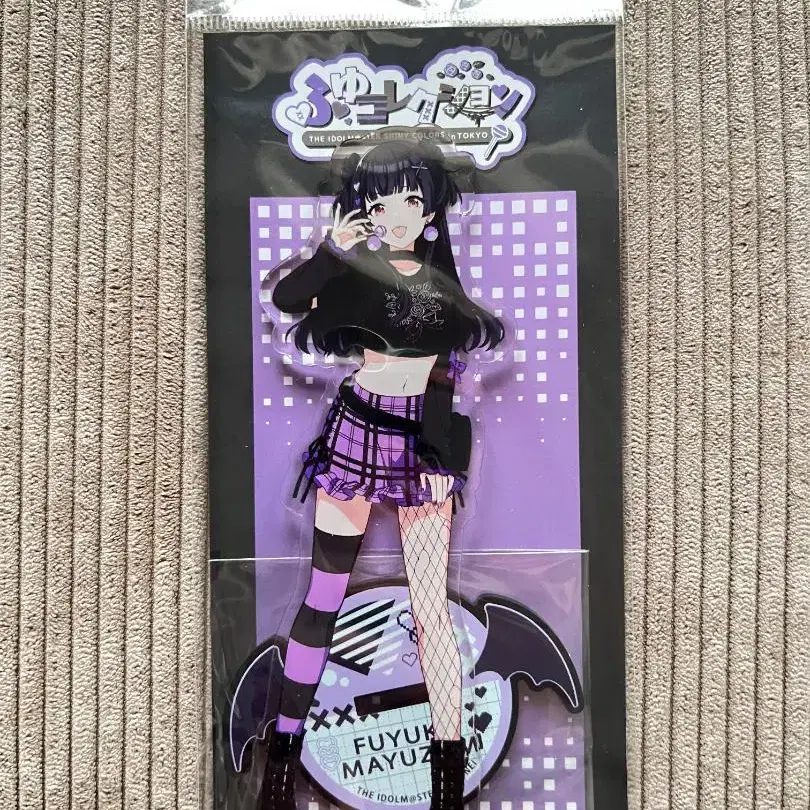 ふゆコレクション
THE IDOLM@STER SHINY COLORS in TOKYO
FUYUKO
MAYUZUMI
THE IDOLM@STER